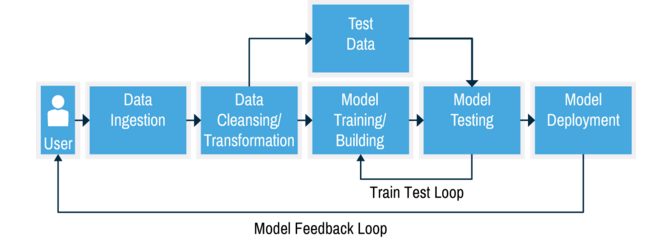 Test
Data
User
Data
Ingestion
Data
Cleansing/
Transformation
Model
Training/
Building
Model
Testing
Model
Deployment
Train Test Loop
Model Feedback Loop